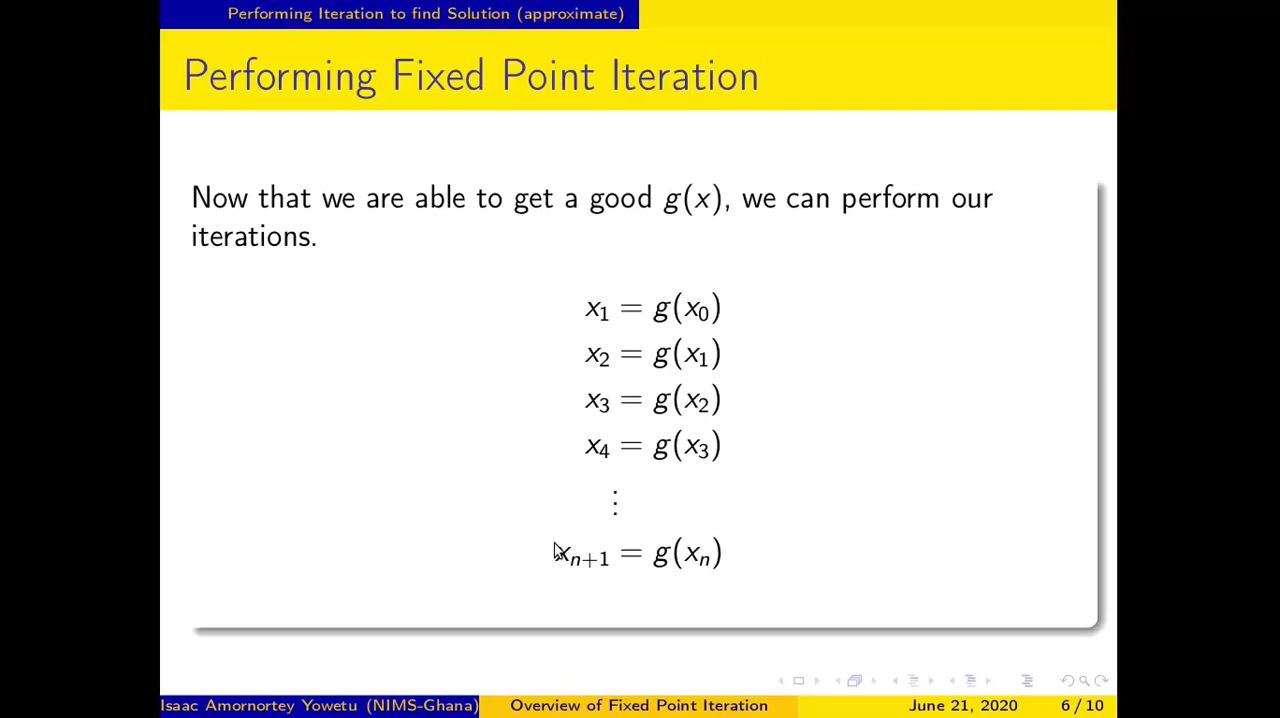 Performing Iteration to find Solution (approximate)
Performing Fixed Point Iteration
Now that we are able to get a good g(x), we can perform our
iterations.
x₁ = g(x₀)
x₂ = g(x₁)
x₃ = g(x₂)
x₄ = g(x₃)
⋮
xₙ₊₁ = g(xₙ)
Isaac Amornortey Yowetu (NIMS-Ghana) Overview of Fixed Point Iteration June 21, 2020 6 / 10